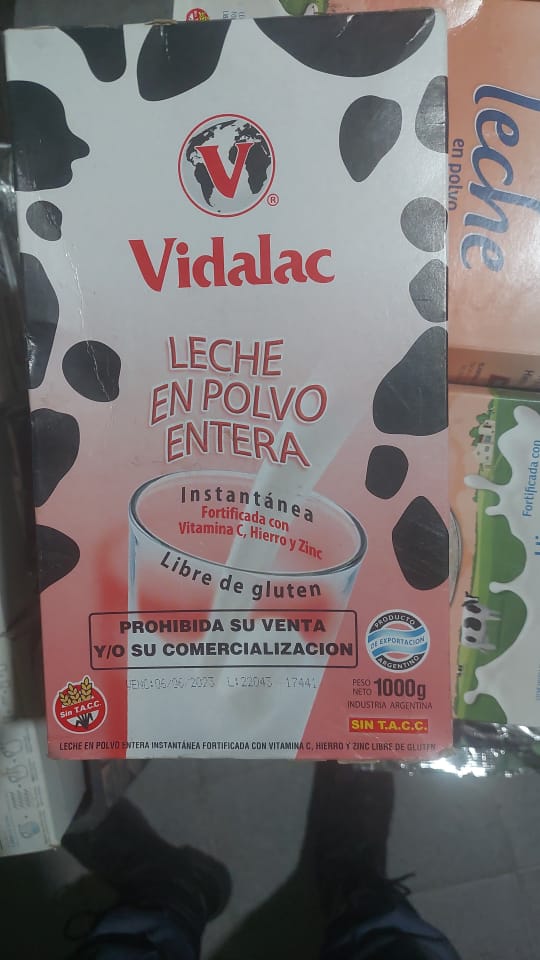 V
®
Vidalac
LECHE
EN POLVO
ENTERA
Instantánea
Fortificada con
Vitamina C, Hierro y Zinc
Libre de gluten
PROHIBIDA SU VENTA
Y/O SU COMERCIALIZACION
VENC:06/06/2023 L:22043 17441
PRODUCTO
DE EXPORTACION
ARGENTINO
PESO
NETO 1000g
INDUSTRIA ARGENTINA
Sin T.A.C.C.
SIN T.A.C.C.
LECHE EN POLVO ENTERA INSTANTÁNEA FORTIFICADA CON VITAMINA C, HIERRO Y ZINC LIBRE DE GLUTEN
leche
en polvo
Fortificada con